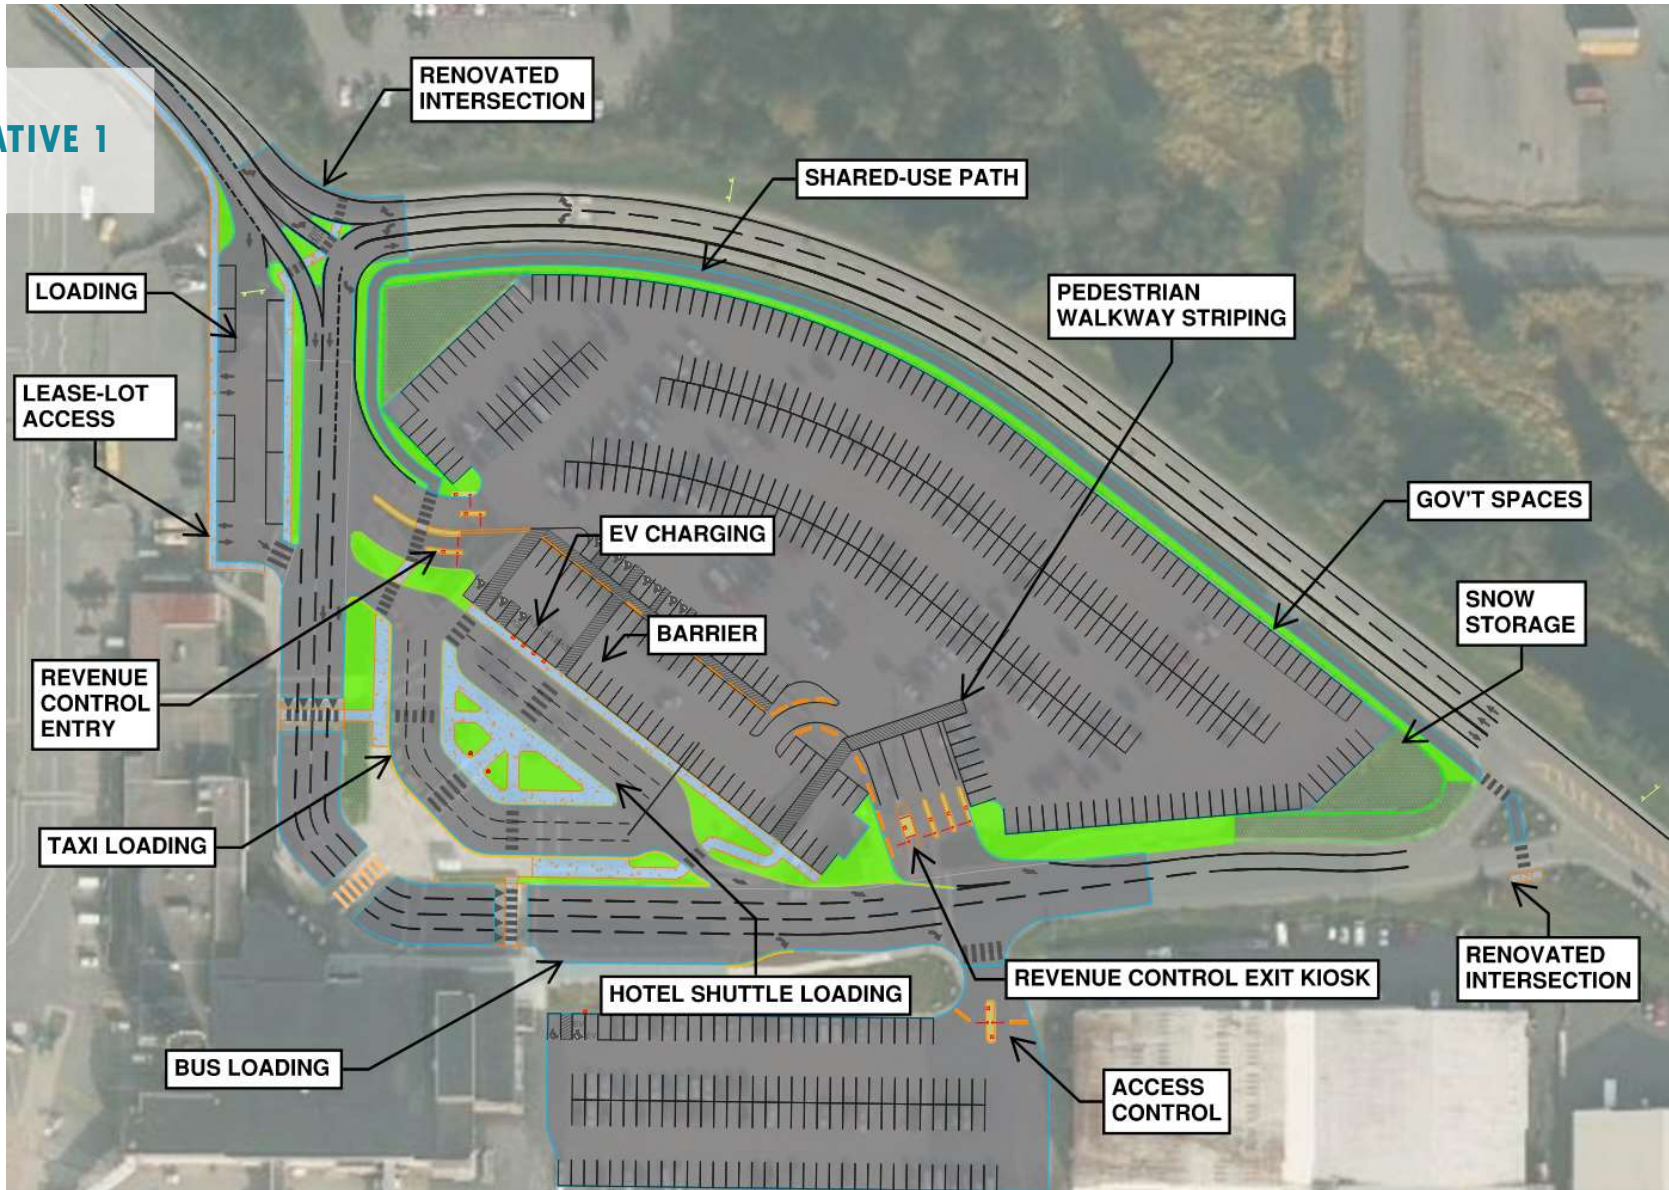 RENOVATED
INTERSECTION
ATIVE 1
SHARED-USE PATH
LOADING
PEDESTRIAN
WALKWAY STRIPING
LEASE-LOT
ACCESS
GOV'T SPACES
EV CHARGING
SNOW
STORAGE
BARRIER
REVENUE
CONTROL
ENTRY
TAXI LOADING
RENOVATED
INTERSECTION
REVENUE CONTROL EXIT KIOSK
HOTEL SHUTTLE LOADING
BUS LOADING
ACCESS
CONTROL